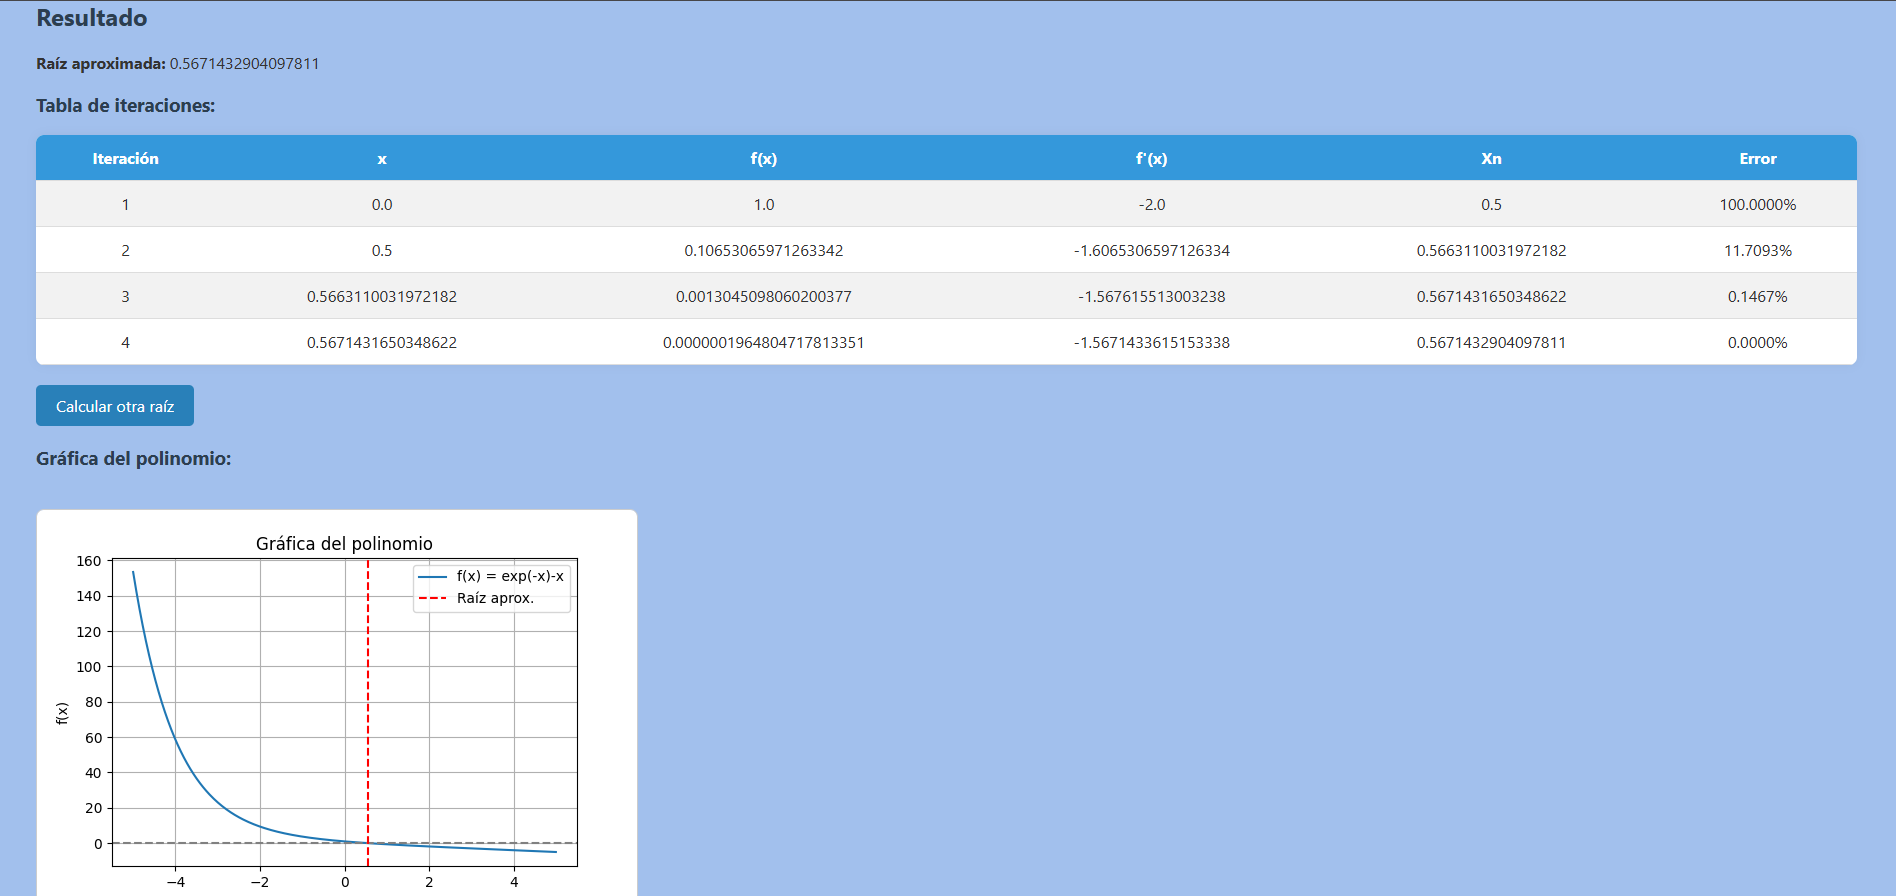 Resultado
Raíz aproximada: 0.5671432904097811
Tabla de iteraciones:
Iteración x f(x) f'(x) Xn Error
1 0.0 1.0 -2.0 0.5 100.0000%
2 0.5 0.10653065971263342 -1.6065306597126334 0.5663110031972182 11.7093%
3 0.5663110031972182 0.0013045098060200377 -1.567615513003238 0.5671431650348622 0.1467%
4 0.5671431650348622 0.0000001964804717813351 -1.5671433615153338 0.5671432904097811 0.0000%
Calcular otra raíz
Gráfica del polinomio:
Gráfica del polinomio
f(x) = exp(-x)-x
Raíz aprox.
160
140
120
100
80
60
40
20
0
f(x)
−4 −2 0 2 4